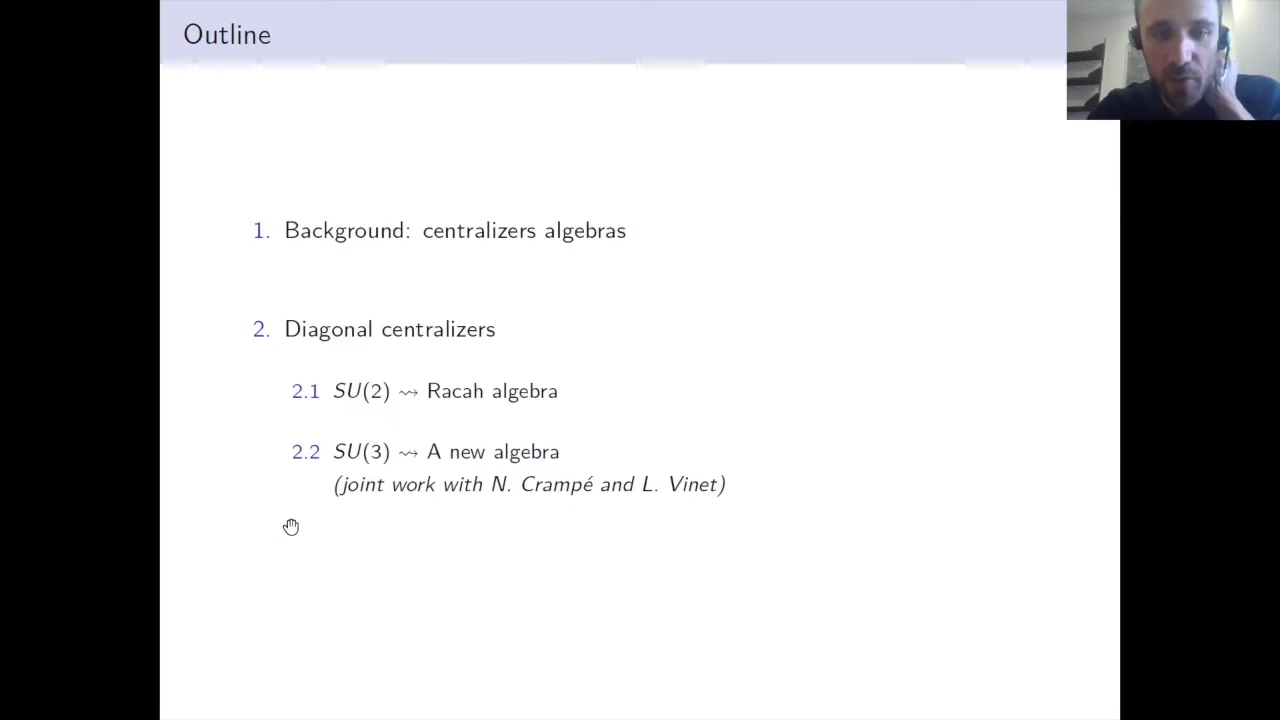 Outline
1. Background: centralizers algebras
2. Diagonal centralizers
2.1 SU(2) ⇝ Racah algebra
2.2 SU(3) ⇝ A new algebra
(joint work with N. Crampé and L. Vinet)